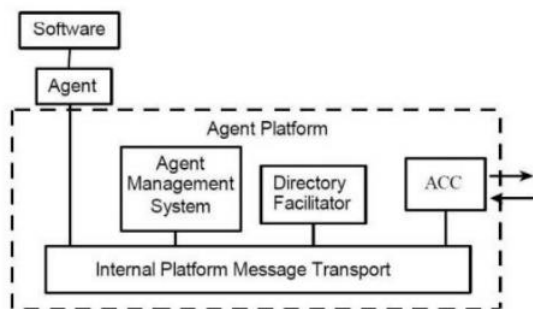 Software
Agent
Agent Platform
Agent
Management
System
Directory
Facilitator
ACC
Internal Platform Message Transport